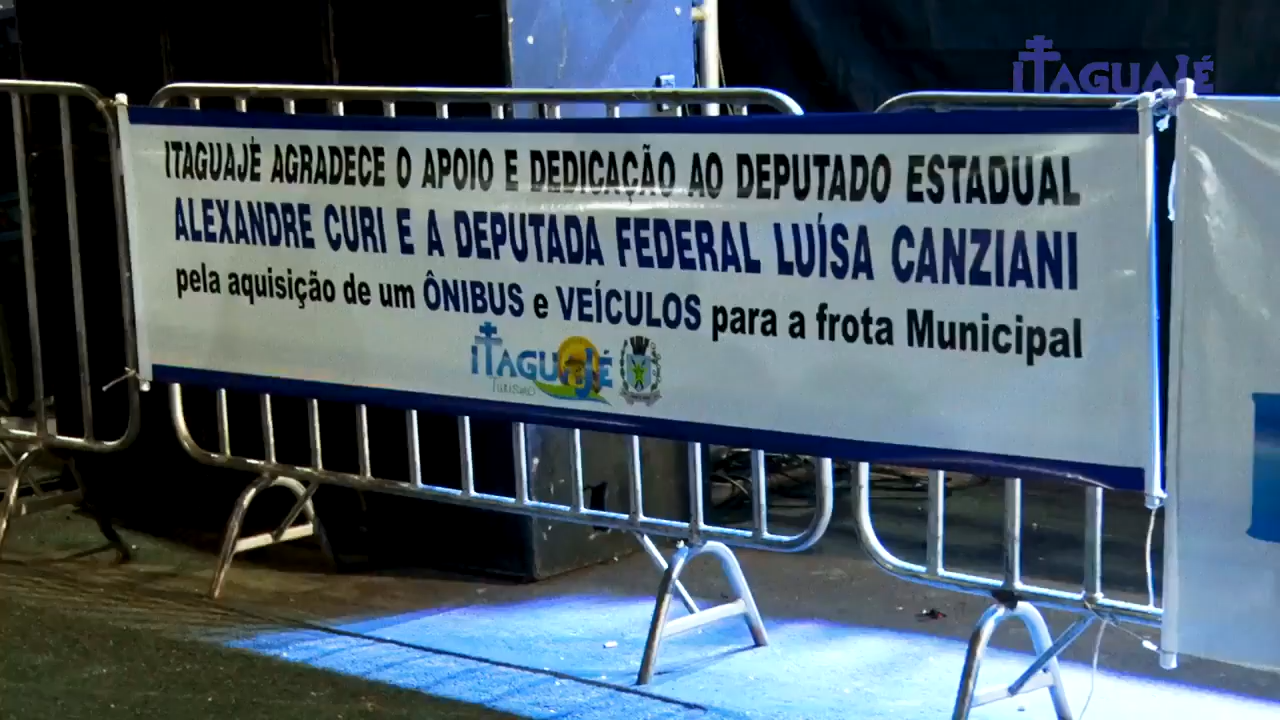 ITAGUAJÉ
ITAGUAJÉ AGRADECE O APOIO E DEDICAÇÃO AO DEPUTADO ESTADUAL
ALEXANDRE CURI E A DEPUTADA FEDERAL LUÍSA CANZIANI
pela aquisição de um ÔNIBUS e VEÍCULOS para a frota Municipal
ITAGUAJÉ
TURISMO